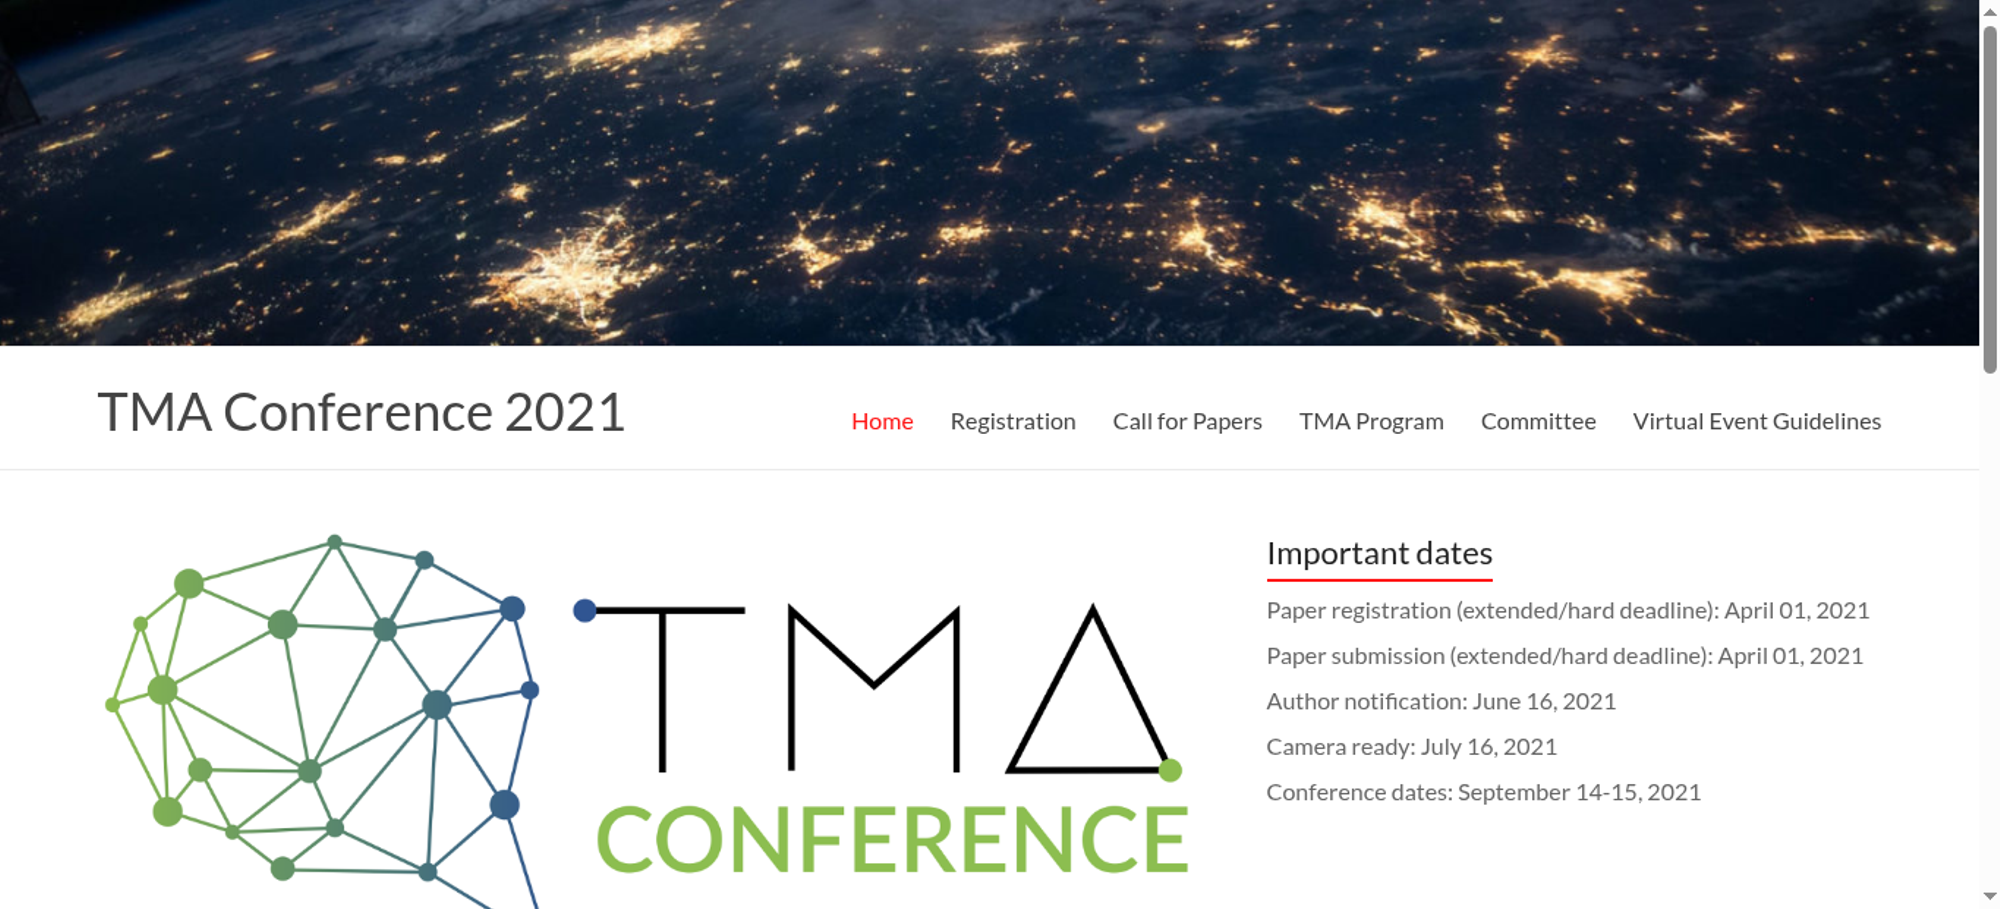 TMA Conference 2021
Home Registration Call for Papers TMA Program Committee Virtual Event Guidelines
TMA
CONFERENCE
Important dates
Paper registration (extended/hard deadline): April 01, 2021
Paper submission (extended/hard deadline): April 01, 2021
Author notification: June 16, 2021
Camera ready: July 16, 2021
Conference dates: September 14-15, 2021